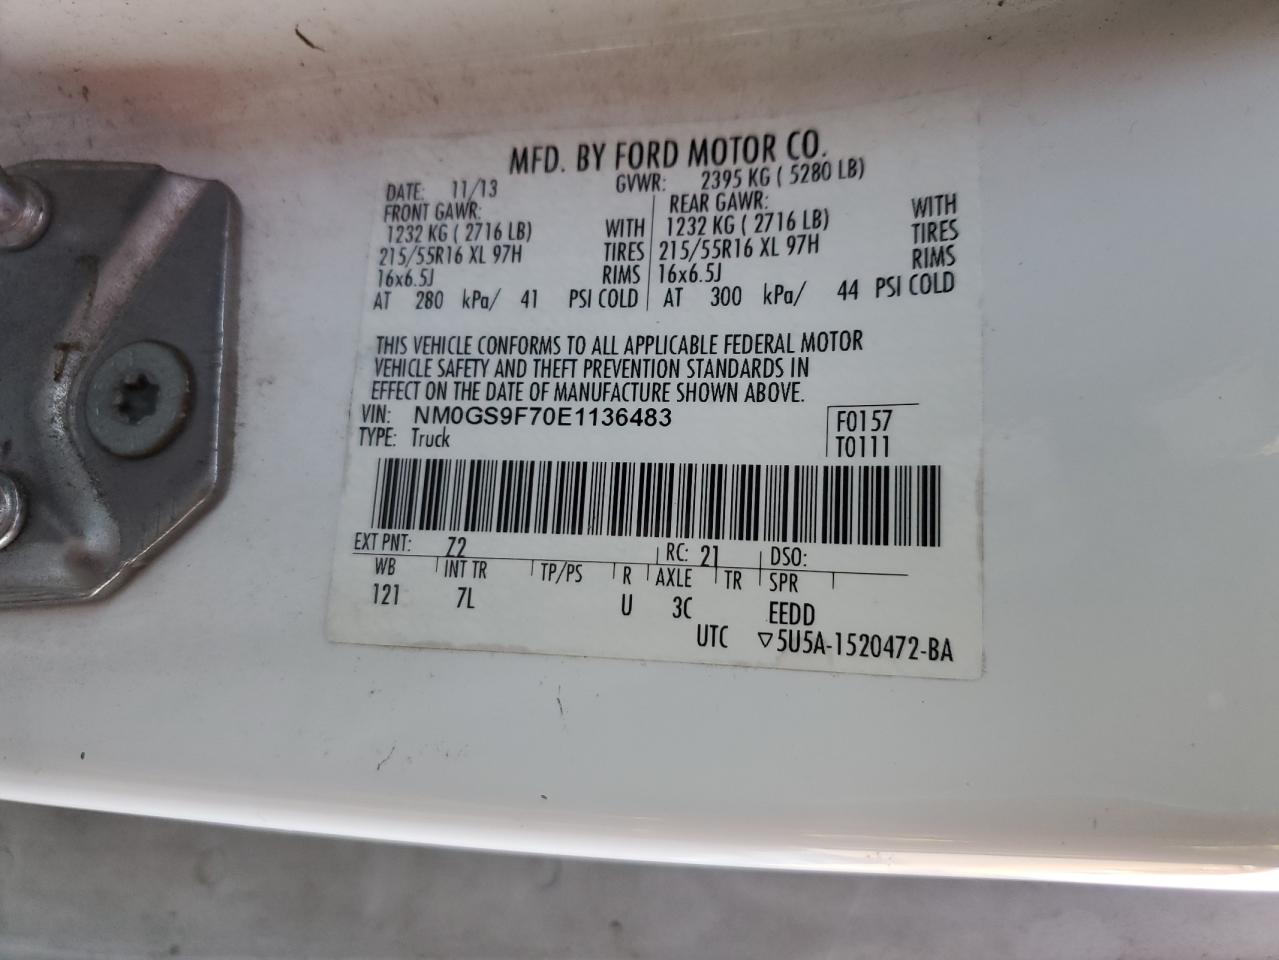 MFD. BY FORD MOTOR CO.
DATE: 11/13 GVWR: 2395 KG ( 5280 LB)
FRONT GAWR: REAR GAWR:
1232 KG ( 2716 LB) WITH 1232 KG ( 2716 LB) WITH
215/55R16 XL 97H TIRES 215/55R16 XL 97H TIRES
16x6.5J RIMS 16x6.5J RIMS
AT 280 kPa/ 41 PSI COLD AT 300 kPa/ 44 PSI COLD
THIS VEHICLE CONFORMS TO ALL APPLICABLE FEDERAL MOTOR
VEHICLE SAFETY AND THEFT PREVENTION STANDARDS IN
EFFECT ON THE DATE OF MANUFACTURE SHOWN ABOVE.
VIN: NM0GS9F70E1136483 F0157
TYPE: Truck T0111
EXT PNT: Z2 RC: 21 DSO:
WB INT TR TP/PS R AXLE TR SPR
121 7L U 3C EEDD
UTC ▽5U5A-1520472-BA